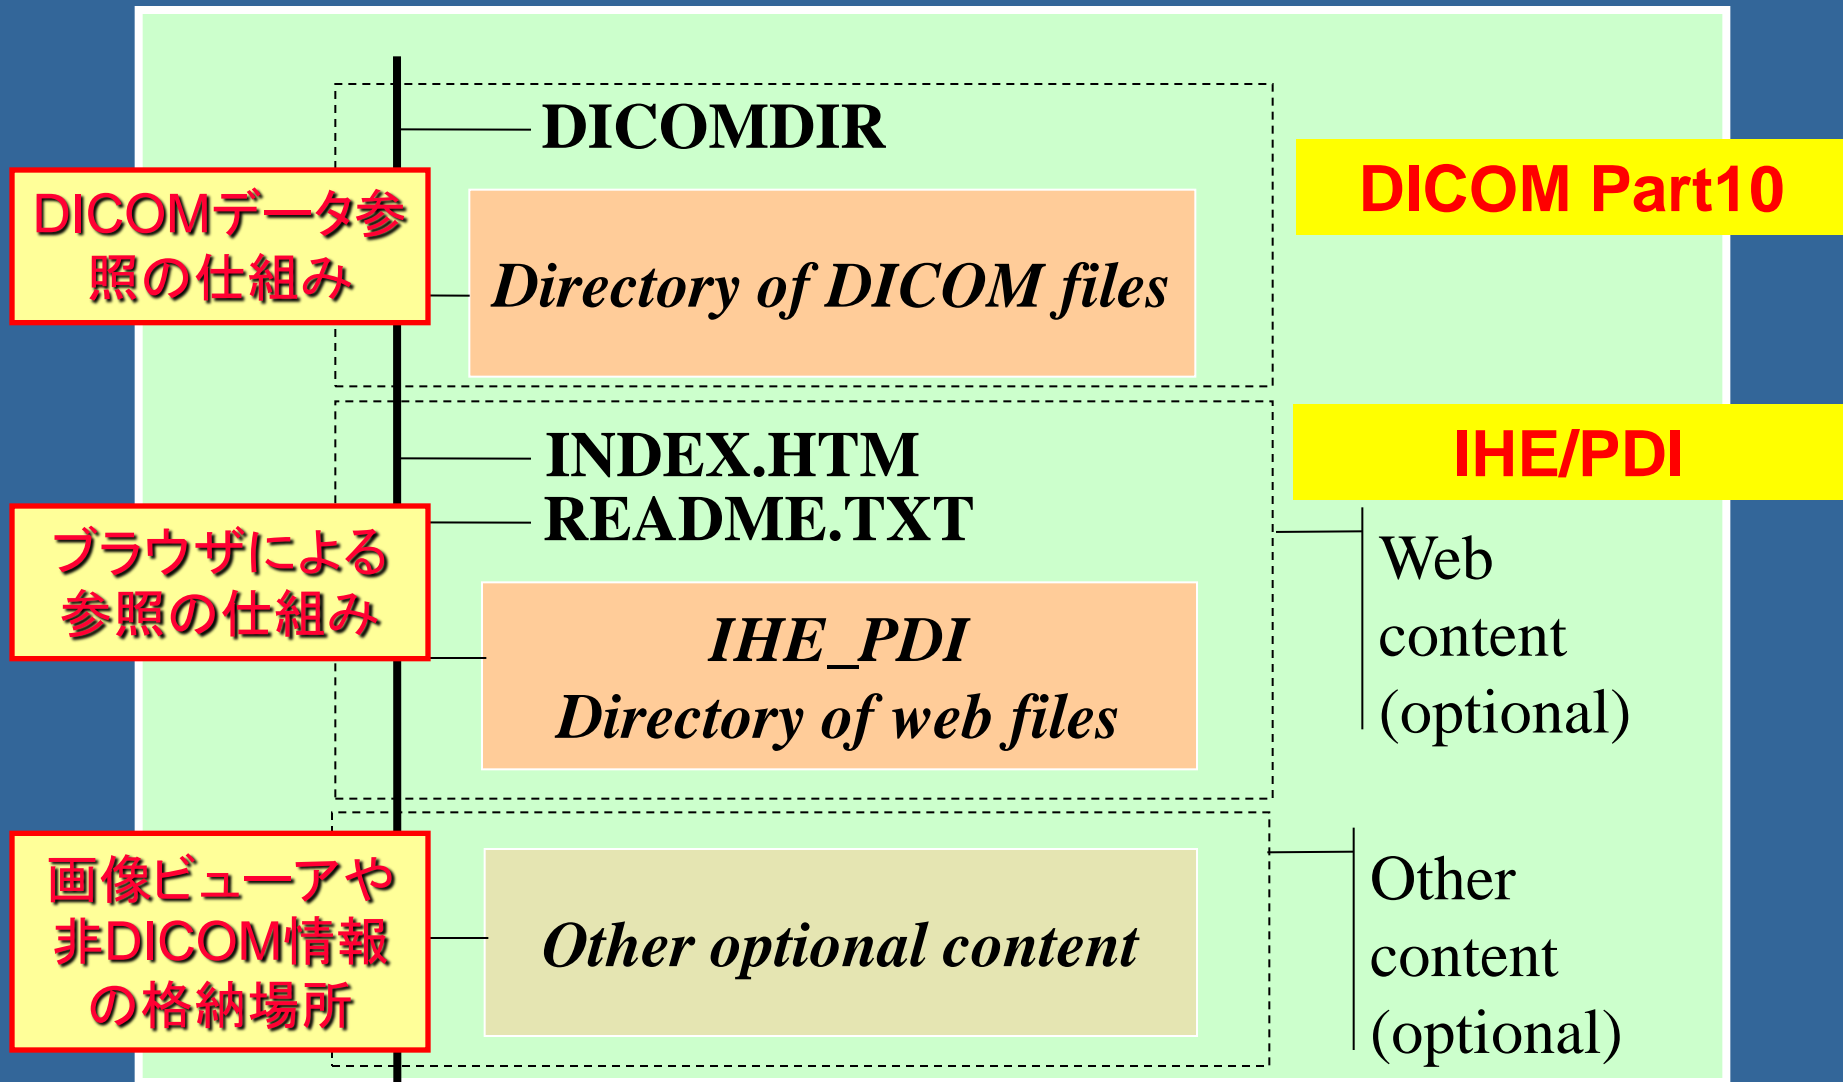 DICOMDIR
DICOM Part10
DICOMデータ参
照の仕組み
Directory of DICOM files
INDEX.HTM
IHE/PDI
README.TXT
ブラウザによる
参照の仕組み
Web
content
(optional)
IHE_PDI
Directory of web files
画像ビューアや
非DICOM情報
の格納場所
Other optional content
Other
content
(optional)